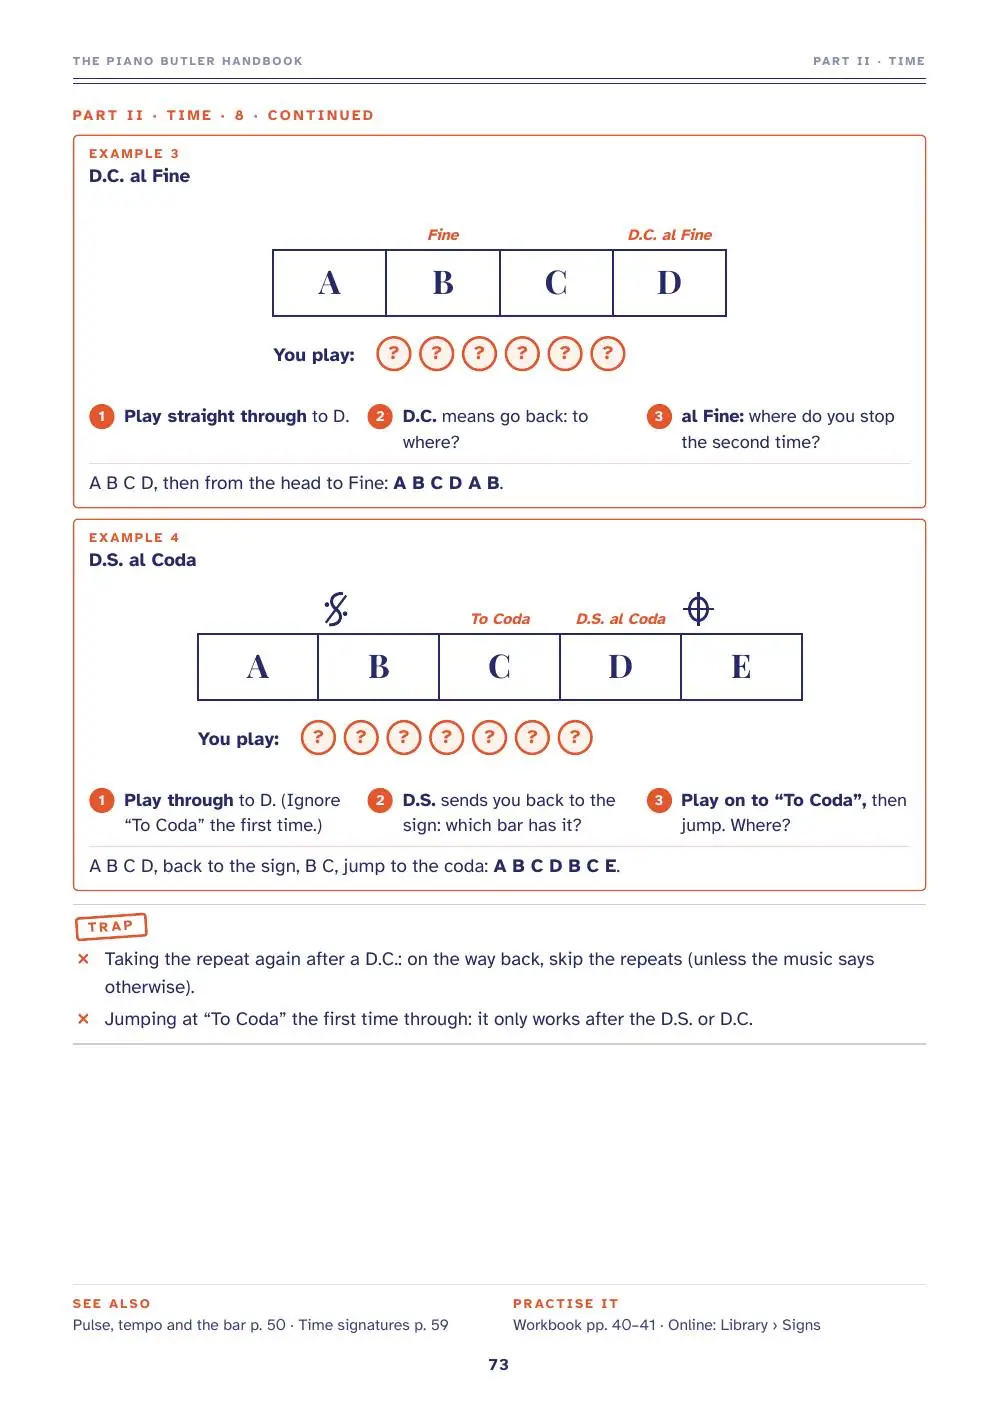 THE PIANO BUTLER HANDBOOK
PART II · TIME
PART II · TIME · 8 · CONTINUED
EXAMPLE 3
D.C. al Fine
Fine
D.C. al Fine
A B C D
You play: ? ? ? ? ? ?
1 Play straight through to D.
2 D.C. means go back: to
where?
3 al Fine: where do you stop
the second time?
A B C D, then from the head to Fine: A B C D A B.
EXAMPLE 4
D.S. al Coda
To Coda
D.S. al Coda
A B C D E
You play: ? ? ? ? ? ? ?
1 Play through to D. (Ignore
“To Coda” the first time.)
2 D.S. sends you back to the
sign: which bar has it?
3 Play on to “To Coda”, then
jump. Where?
A B C D, back to the sign, B C, jump to the coda: A B C D B C E.
TRAP
× Taking the repeat again after a D.C.: on the way back, skip the repeats (unless the music says
otherwise).
× Jumping at “To Coda” the first time through: it only works after the D.S. or D.C.
SEE ALSO
Pulse, tempo and the bar p. 50 · Time signatures p. 59
PRACTISE IT
Workbook pp. 40–41 · Online: Library › Signs
73